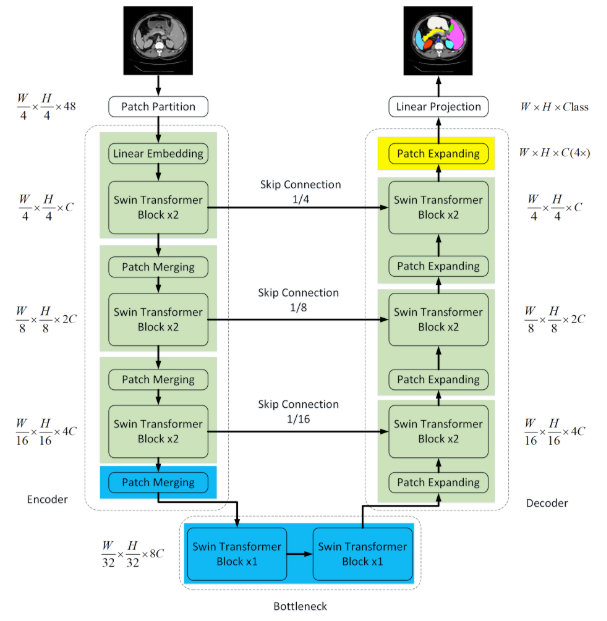 W/4 × H/4 × 48
Patch Partition
Linear Projection
W × H × Class
Linear Embedding
Patch Expanding
W × H × C(4×)
W/4 × H/4 × C
Swin Transformer
Block x2
Skip Connection
1/4
Swin Transformer
Block x2
W/4 × H/4 × C
Patch Merging
Patch Expanding
W/8 × H/8 × 2C
Swin Transformer
Block x2
Skip Connection
1/8
Swin Transformer
Block x2
W/8 × H/8 × 2C
Patch Merging
Patch Expanding
W/16 × H/16 × 4C
Swin Transformer
Block x2
Skip Connection
1/16
Swin Transformer
Block x2
W/16 × H/16 × 4C
Patch Merging
Patch Expanding
Encoder
Decoder
W/32 × H/32 × 8C
Swin Transformer
Block x1
Swin Transformer
Block x1
Bottleneck